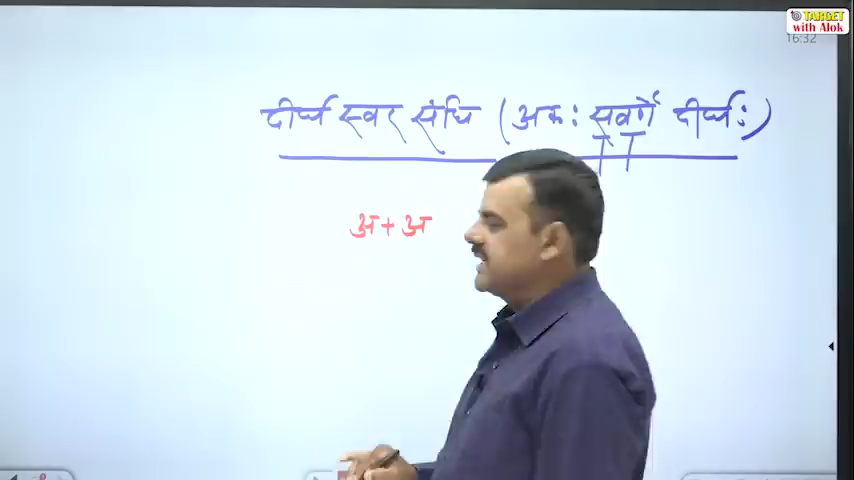 TARGET
with Alok
16:32
दीर्घ स्वर संधि (अकः सवर्णे दीर्घः)
अ + अ